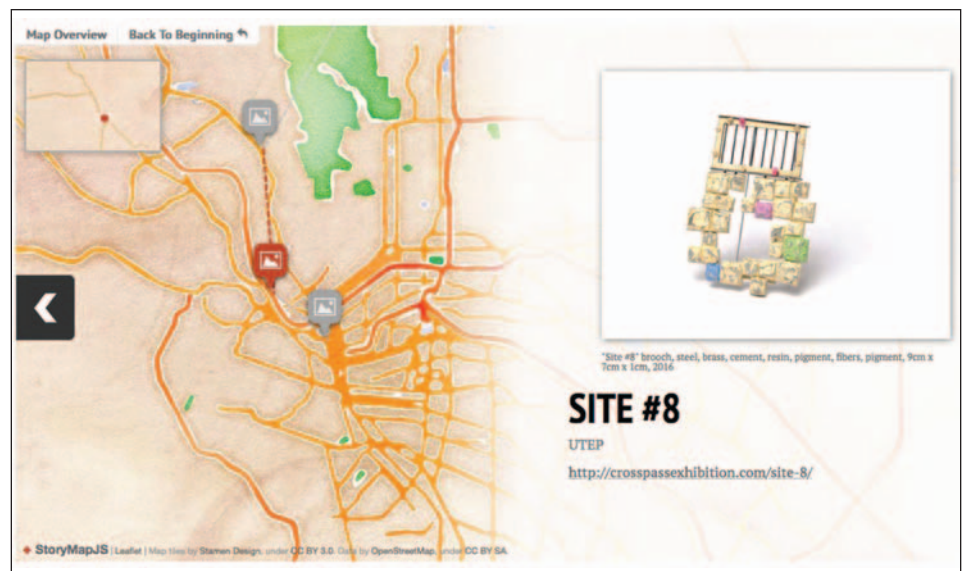 Map Overview Back To Beginning
"Site #8" brooch, steel, brass, cement, resin, pigment, fibers, pigment, 9cm x
7cm x 1cm, 2016
SITE #8
UTEP
http://crosspassexhibition.com/site-8/
StoryMapJS | Leaflet | Map tiles by Stamen Design, under CC BY 3.0. Data by OpenStreetMap, under CC BY SA.